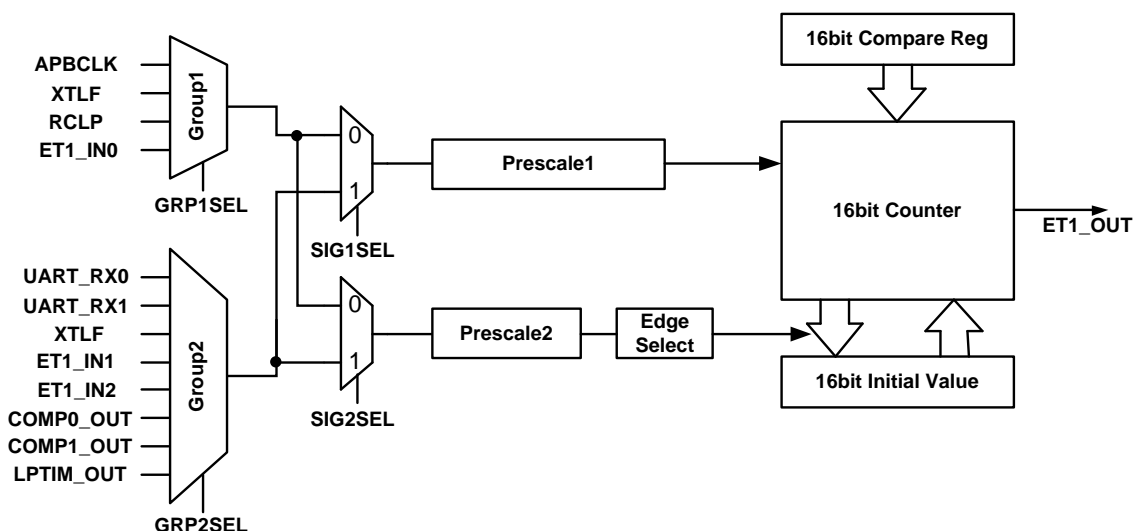 APBCLK
XTLF
RCLP
ET1_IN0
Group1
GRP1SEL
0
1
SIG1SEL
Prescale1
16bit Compare Reg
16bit Counter
ET1_OUT
UART_RX0
UART_RX1
XTLF
ET1_IN1
ET1_IN2
COMP0_OUT
COMP1_OUT
LPTIM_OUT
Group2
GRP2SEL
0
1
SIG2SEL
Prescale2
Edge
Select
16bit Initial Value